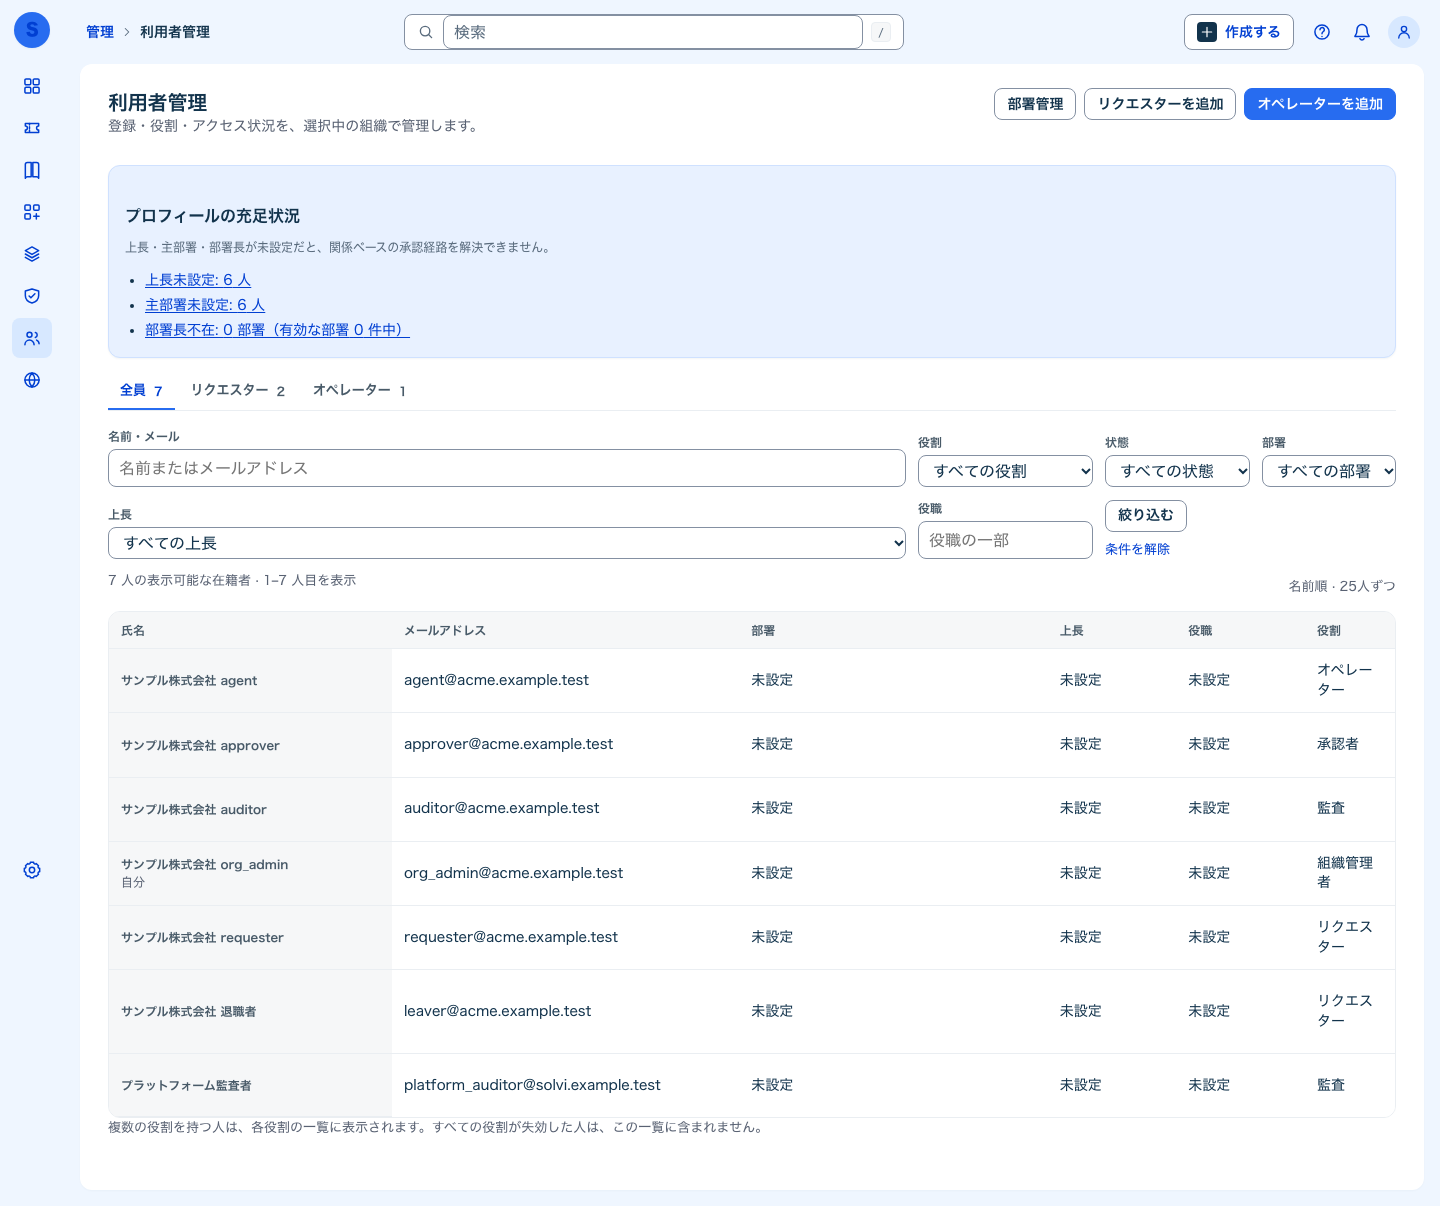 S
管理 > 利用者管理
検索
/
作成する
利用者管理
登録・役割・アクセス状況を、選択中の組織で管理します。
部署管理
リクエスターを追加
オペレーターを追加
プロフィールの充足状況
上長・主部署・部署長が未設定だと、関係ベースの承認経路を解決できません。
• 上長未設定: 6 人
• 主部署未設定: 6 人
• 部署長不在: 0 部署（有効な部署 0 件中）
全員 7 リクエスター 2 オペレーター 1
名前・メール
名前またはメールアドレス
役割
すべての役割
状態
すべての状態
部署
すべての部署
上長
すべての上長
役職
役職の一部
絞り込む
条件を解除
7 人の表示可能な在籍者 · 1–7 人目を表示
名前順 · 25人ずつ
氏名 メールアドレス 部署 上長 役職 役割
サンプル株式会社 agent agent@acme.example.test 未設定 未設定 未設定 オペレー
ター
サンプル株式会社 approver approver@acme.example.test 未設定 未設定 未設定 承認者
サンプル株式会社 auditor auditor@acme.example.test 未設定 未設定 未設定 監査
サンプル株式会社 org_admin org_admin@acme.example.test 未設定 未設定 未設定 組織管理
自分 者
サンプル株式会社 requester requester@acme.example.test 未設定 未設定 未設定 リクエス
ター
サンプル株式会社 退職者 leaver@acme.example.test 未設定 未設定 未設定 リクエス
ター
プラットフォーム監査者 platform_auditor@solvi.example.test 未設定 未設定 未設定 監査
複数の役割を持つ人は、各役割の一覧に表示されます。すべての役割が失効した人は、この一覧に含まれません。